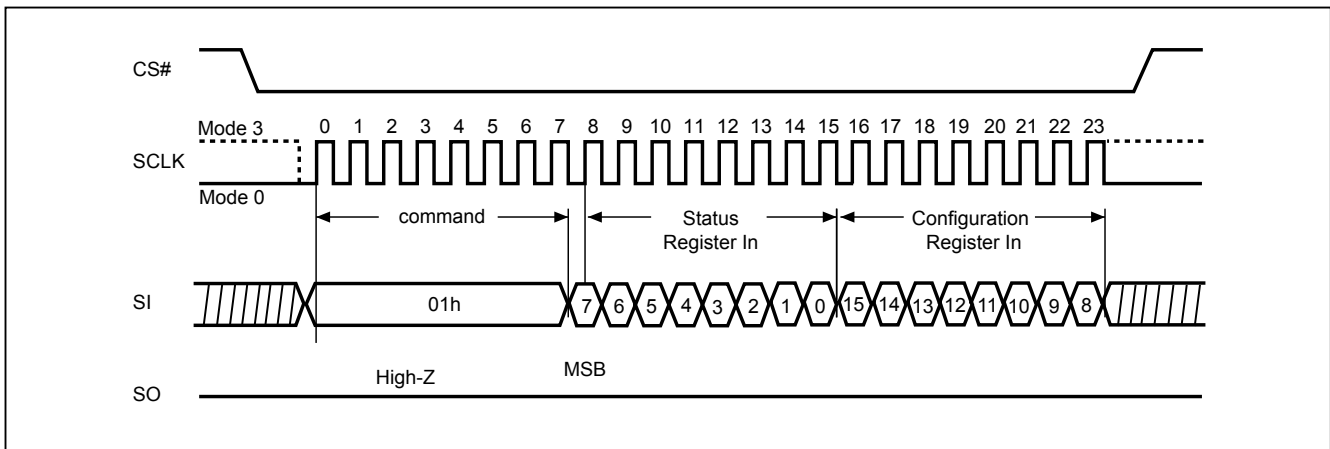 CS#
Mode 3
0 1 2 3 4 5 6 7 8 9 10 11 12 13 14 15 16 17 18 19 20 21 22 23
SCLK
Mode 0
command
Status
Register In
Configuration
Register In
SI
01h
7 6 5 4 3 2 1 0 15 14 13 12 11 10 9 8
High-Z
MSB
SO